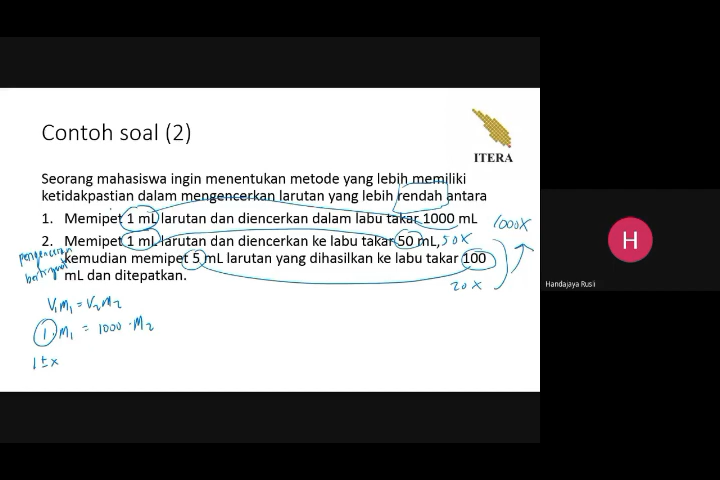 Contoh soal (2)
ITERA
Seorang mahasiswa ingin menentukan metode yang lebih memiliki
ketidakpastian dalam mengencerkan larutan yang lebih rendah antara
1. Memipet 1 mL larutan dan diencerkan dalam labu takar 1000 mL
1000X
2. Memipet 1 mL larutan dan diencerkan ke labu takar 50 mL, 50X
kemudian memipet 5 mL larutan yang dihasilkan ke labu takar 100
mL dan ditepatkan.
20 X
pengenceran
bertingkat
V₁M₁ = V₂M₂
1. M₁ = 1000 . M₂
1 ± x
H
Handajaya Rusli